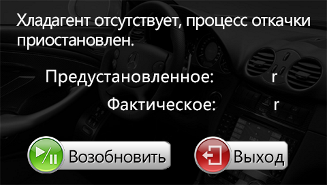 Хладагент отсутствует, процесс откачки
приостановлен.
Предустановленное: г
Фактическое: г
Возобновить Выход